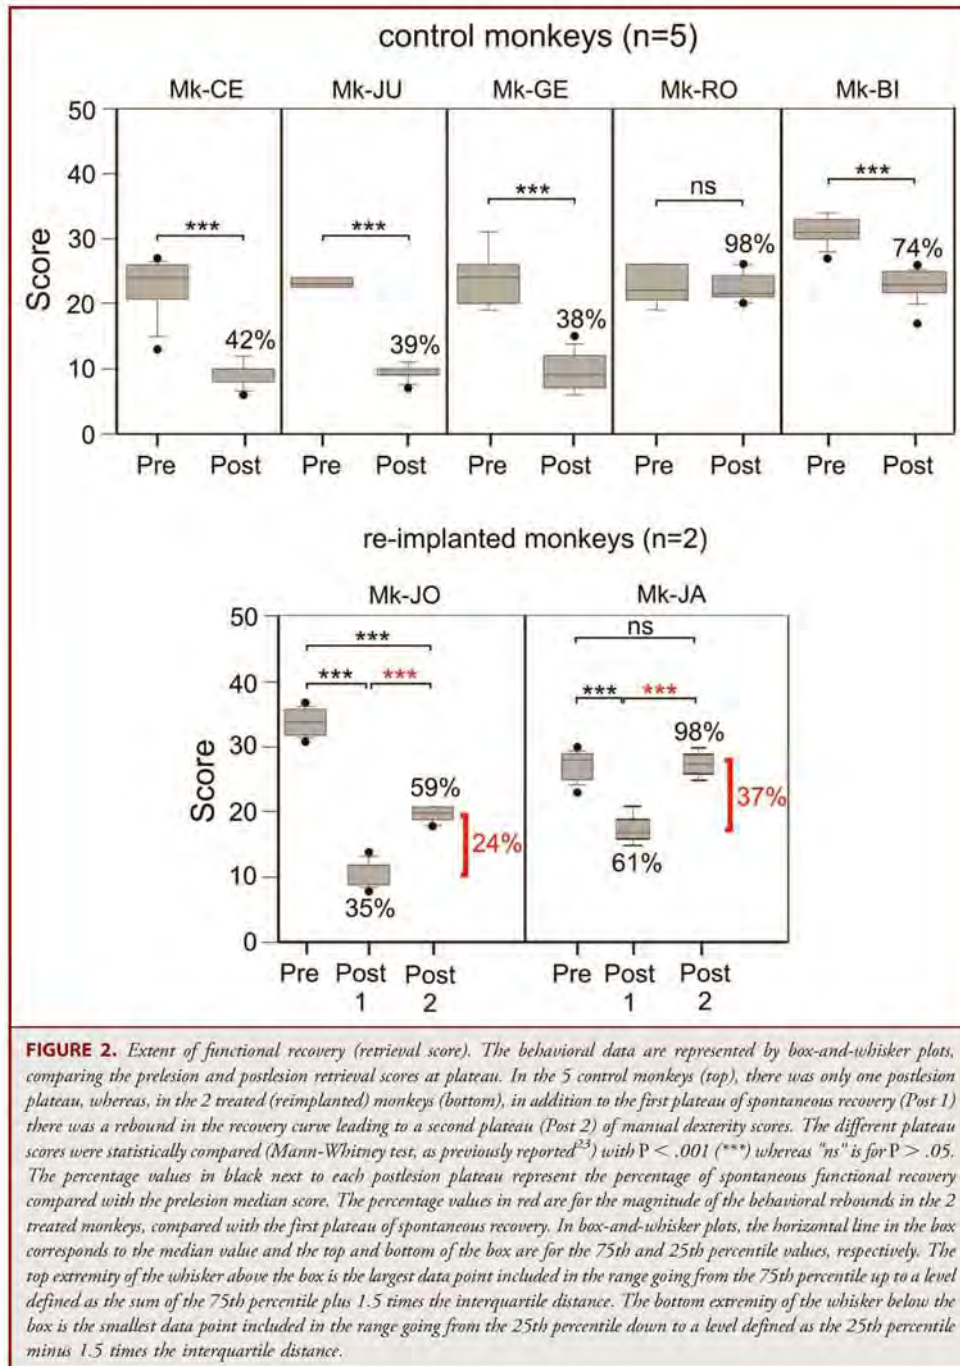 control monkeys (n=5)
Mk-CE Mk-JU Mk-GE Mk-RO Mk-BI
50
40
30
20
10
0
Score
***
42%
***
39%
***
38%
ns
98%
***
74%
Pre Post Pre Post Pre Post Pre Post Pre Post
re-implanted monkeys (n=2)
Mk-JO Mk-JA
50
40
30
20
10
0
Score
***
*** ***
59%
24%
35%
ns
*** ***
98%
37%
61%
Pre Post 1 Post 2 Pre Post 1 Post 2
FIGURE 2. Extent of functional recovery (retrieval score). The behavioral data are represented by box-and-whisker plots,
comparing the prelesion and postlesion retrieval scores at plateau. In the 5 control monkeys (top), there was only one postlesion
plateau, whereas, in the 2 treated (reimplanted) monkeys (bottom), in addition to the first plateau of spontaneous recovery (Post 1)
there was a rebound in the recovery curve leading to a second plateau (Post 2) of manual dexterity scores. The different plateau
scores were statistically compared (Mann-Whitney test, as previously reported23) with P < .001 (***) whereas "ns" is for P > .05.
The percentage values in black next to each postlesion plateau represent the percentage of spontaneous functional recovery
compared with the prelesion median score. The percentage values in red are for the magnitude of the behavioral rebounds in the 2
treated monkeys, compared with the first plateau of spontaneous recovery. In box-and-whisker plots, the horizontal line in the box
corresponds to the median value and the top and bottom of the box are for the 75th and 25th percentile values, respectively. The
top extremity of the whisker above the box is the largest data point included in the range going from the 75th percentile up to a level
defined as the sum of the 75th percentile plus 1.5 times the interquartile distance. The bottom extremity of the whisker below the
box is the smallest data point included in the range going from the 25th percentile down to a level defined as the 25th percentile
minus 1.5 times the interquartile distance.